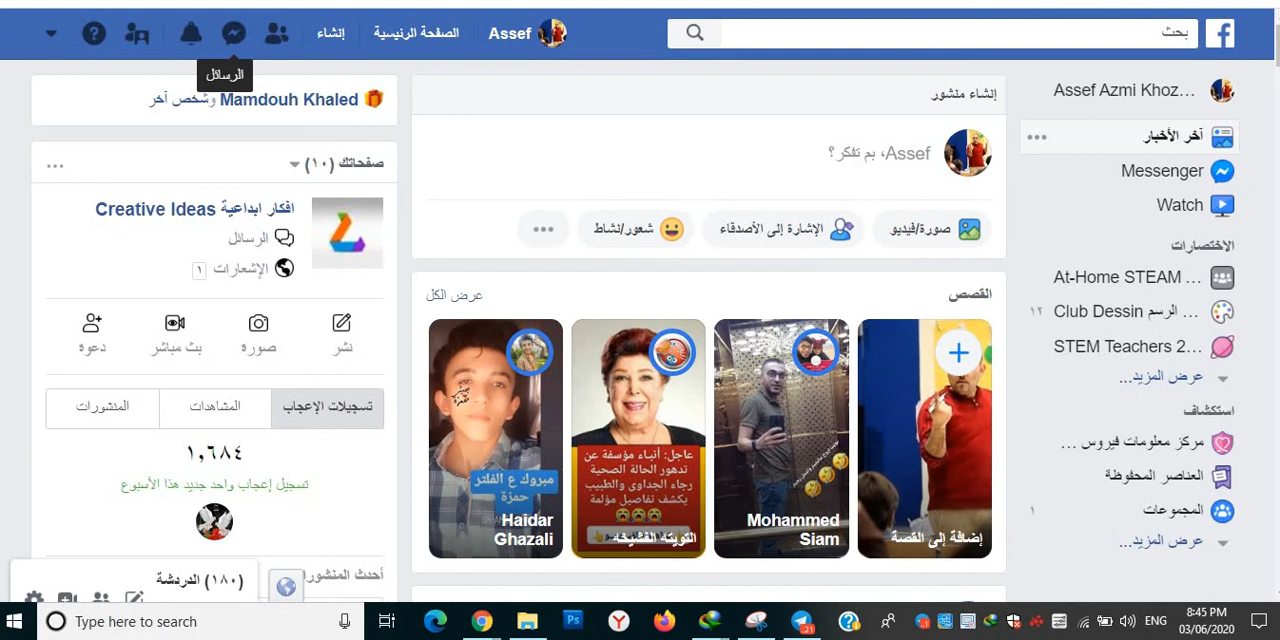 بحث
Assef
الصفحة الرئيسية
إنشاء
الرسائل
Assef Azmi Khoz...
آخر الأخبار
Messenger
Watch
الاختصارات
At-Home STEAM ...
Club Dessin الرسم ...
١٢
STEM Teachers 2...
عرض المزيد...
استكشاف
مركز معلومات فيروس ...
العناصر المحفوظة
المجموعات
١
عرض المزيد...
إنشاء منشور
Assef، بم تفكر؟
صورة/فيديو
الإشارة إلى الأصدقاء
شعور/نشاط
القصص
عرض الكل
إضافة إلى القصة
Mohammed
Siam
عاجل: أنباء مؤسفة عن
تدهور الحالة الصحية
رجاء الجداوى والطبيب
يكشف تفاصيل مؤلمة
مبروك ع الفلتر
حمزة
Haidar
Ghazali
Mamdouh Khaled وشخص آخر
صفحاتك (١٠)
افكار ابداعية Creative Ideas
الرسائل
الإشعارات
١
نشر
صورة
بث مباشر
دعوة
تسجيلات الإعجاب
المشاهدات
المنشورات
١,٦٨٤
تسجيل إعجاب واحد جديد هذا الأسبوع
أحدث المنشورا
الدردشة (١٨٠)
Type here to search
21
ENG
8:45 PM
03/06/2020